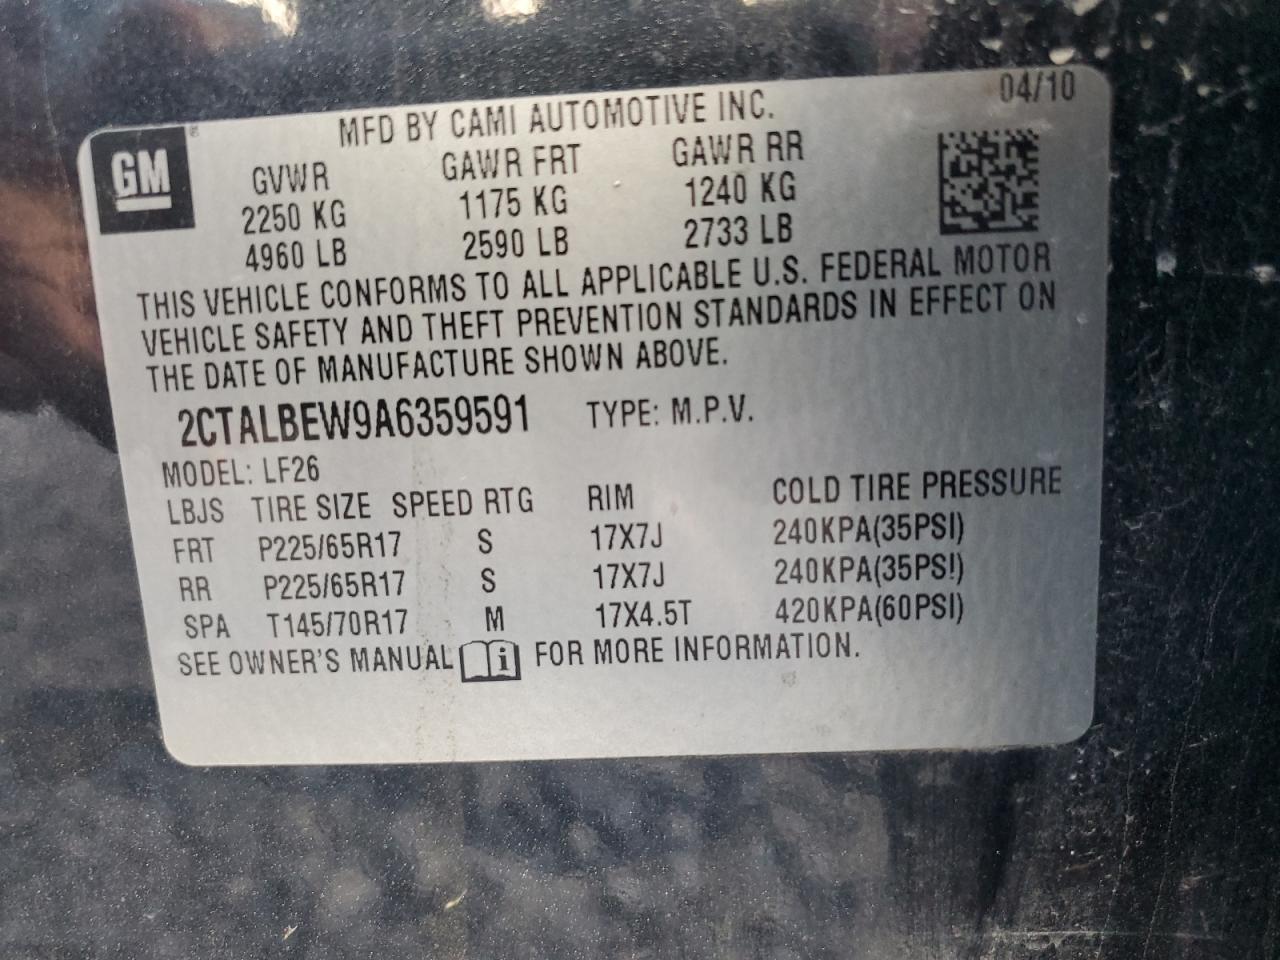 04/10
MFD BY CAMI AUTOMOTIVE INC.
GM
GVWR GAWR FRT GAWR RR
2250 KG 1175 KG 1240 KG
4960 LB 2590 LB 2733 LB
THIS VEHICLE CONFORMS TO ALL APPLICABLE U.S. FEDERAL MOTOR
VEHICLE SAFETY AND THEFT PREVENTION STANDARDS IN EFFECT ON
THE DATE OF MANUFACTURE SHOWN ABOVE.
2CTALBEW9A6359591 TYPE: M.P.V.
MODEL: LF26
LBJS TIRE SIZE SPEED RTG RIM COLD TIRE PRESSURE
FRT P225/65R17 S 17X7J 240KPA(35PSI)
RR P225/65R17 S 17X7J 240KPA(35PSI)
SPA T145/70R17 M 17X4.5T 420KPA(60PSI)
SEE OWNER'S MANUAL i FOR MORE INFORMATION.